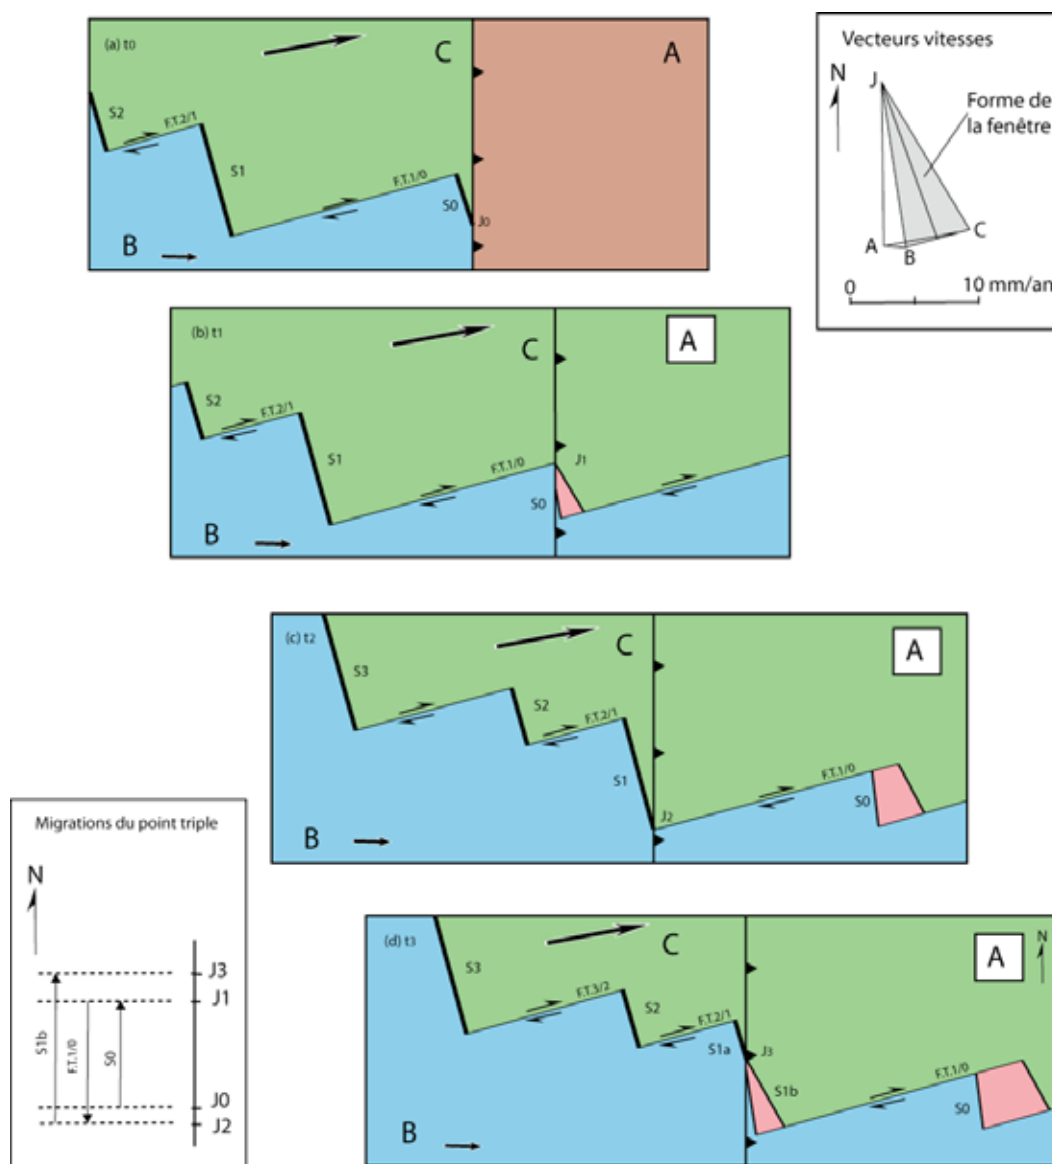 (a) t0
C
A
S2
F.T.2/1
S1
F.T.1/0
S0
J0
B
Vecteurs vitesses
N
J
Forme de
la fenêtre
A
B
C
0
10 mm/an
(b) t1
C
A
S2
F.T.2/1
S1
F.T.1/0
J1
S0
B
(c) t2
C
A
S3
S2
F.T.2/1
S1
F.T.1/0
S0
J2
B
Migrations du point triple
N
J3
J1
S1b
F.T.1/0
S0
J0
J2
(d) t3
C
A
N
S3
F.T.3/2
S2
F.T.2/1
S1a
J3
S1b
F.T.1/0
S0
B